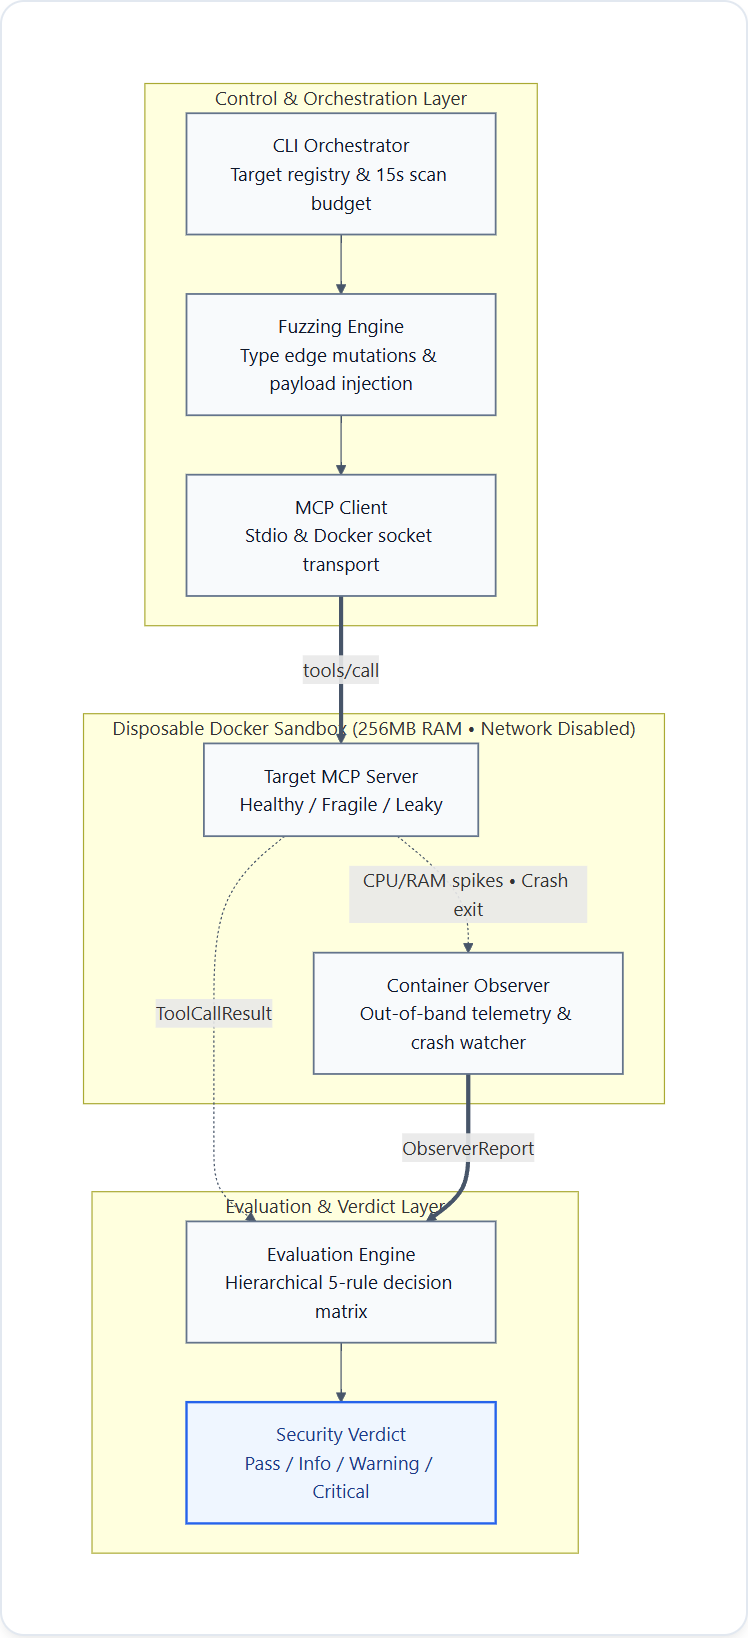 Control & Orchestration Layer
CLI Orchestrator
Target registry & 15s scan
budget
Fuzzing Engine
Type edge mutations &
payload injection
MCP Client
Stdio & Docker socket
transport
tools/call
Disposable Docker Sandbox (256MB RAM • Network Disabled)
Target MCP Server
Healthy / Fragile / Leaky
CPU/RAM spikes • Crash
exit
Container Observer
Out-of-band telemetry &
crash watcher
ToolCallResult
ObserverReport
Evaluation & Verdict Layer
Evaluation Engine
Hierarchical 5-rule decision
matrix
Security Verdict
Pass / Info / Warning /
Critical